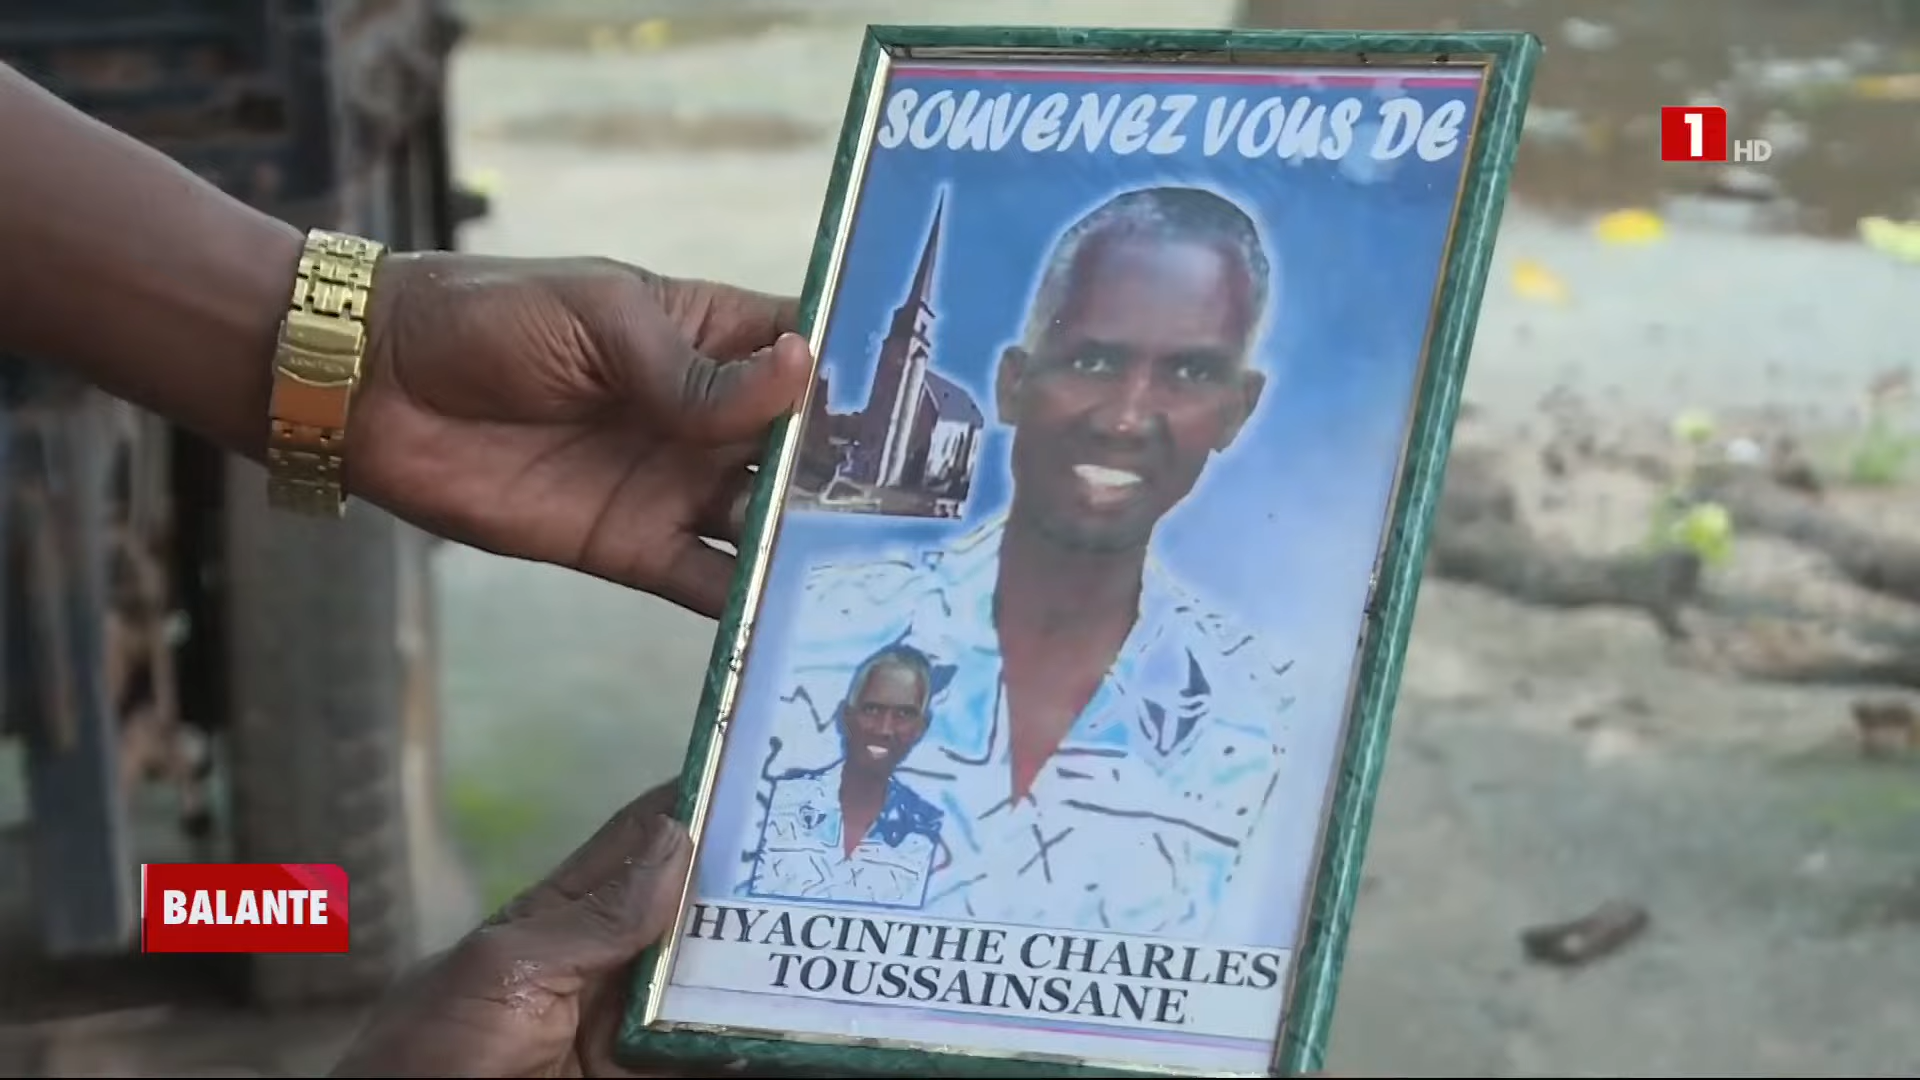 SOUVENEZ VOUS DE
1 HD
BALANTE
HYACINTHE CHARLES
TOUSSAINSANE